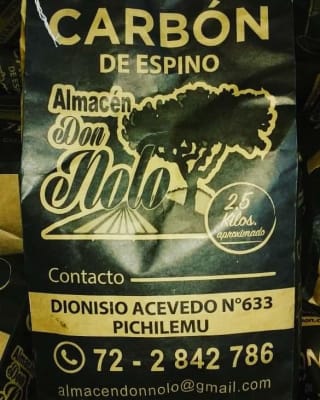 CARBÓN
DE ESPINO
Almacén
Don
Nolo
2,5
Kilos.
aproximado
Contacto
DIONISIO ACEVEDO N°633
PICHILEMU
72 - 2 842 786
almacendonnolo@gmail.com